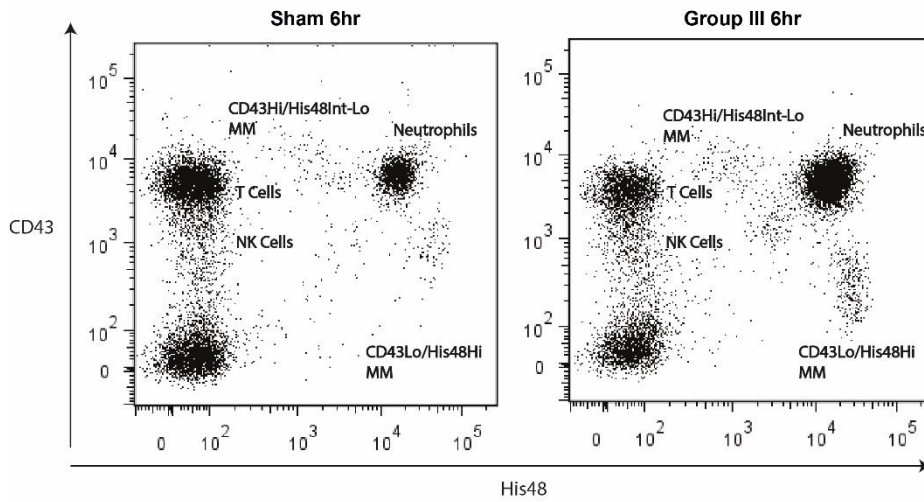 Sham 6hr
Group III 6hr
CD43
10^5
10^4
10^3
10^2
0
CD43Hi/His48Int-Lo
MM
Neutrophils
T Cells
NK Cells
CD43Lo/His48Hi
MM
0 10^2 10^3 10^4 10^5
10^5
10^4
10^3
10^2
0
CD43Hi/His48Int-Lo
MM
Neutrophils
T Cells
NK Cells
CD43Lo/His48Hi
MM
0 10^2 10^3 10^4 10^5
His48